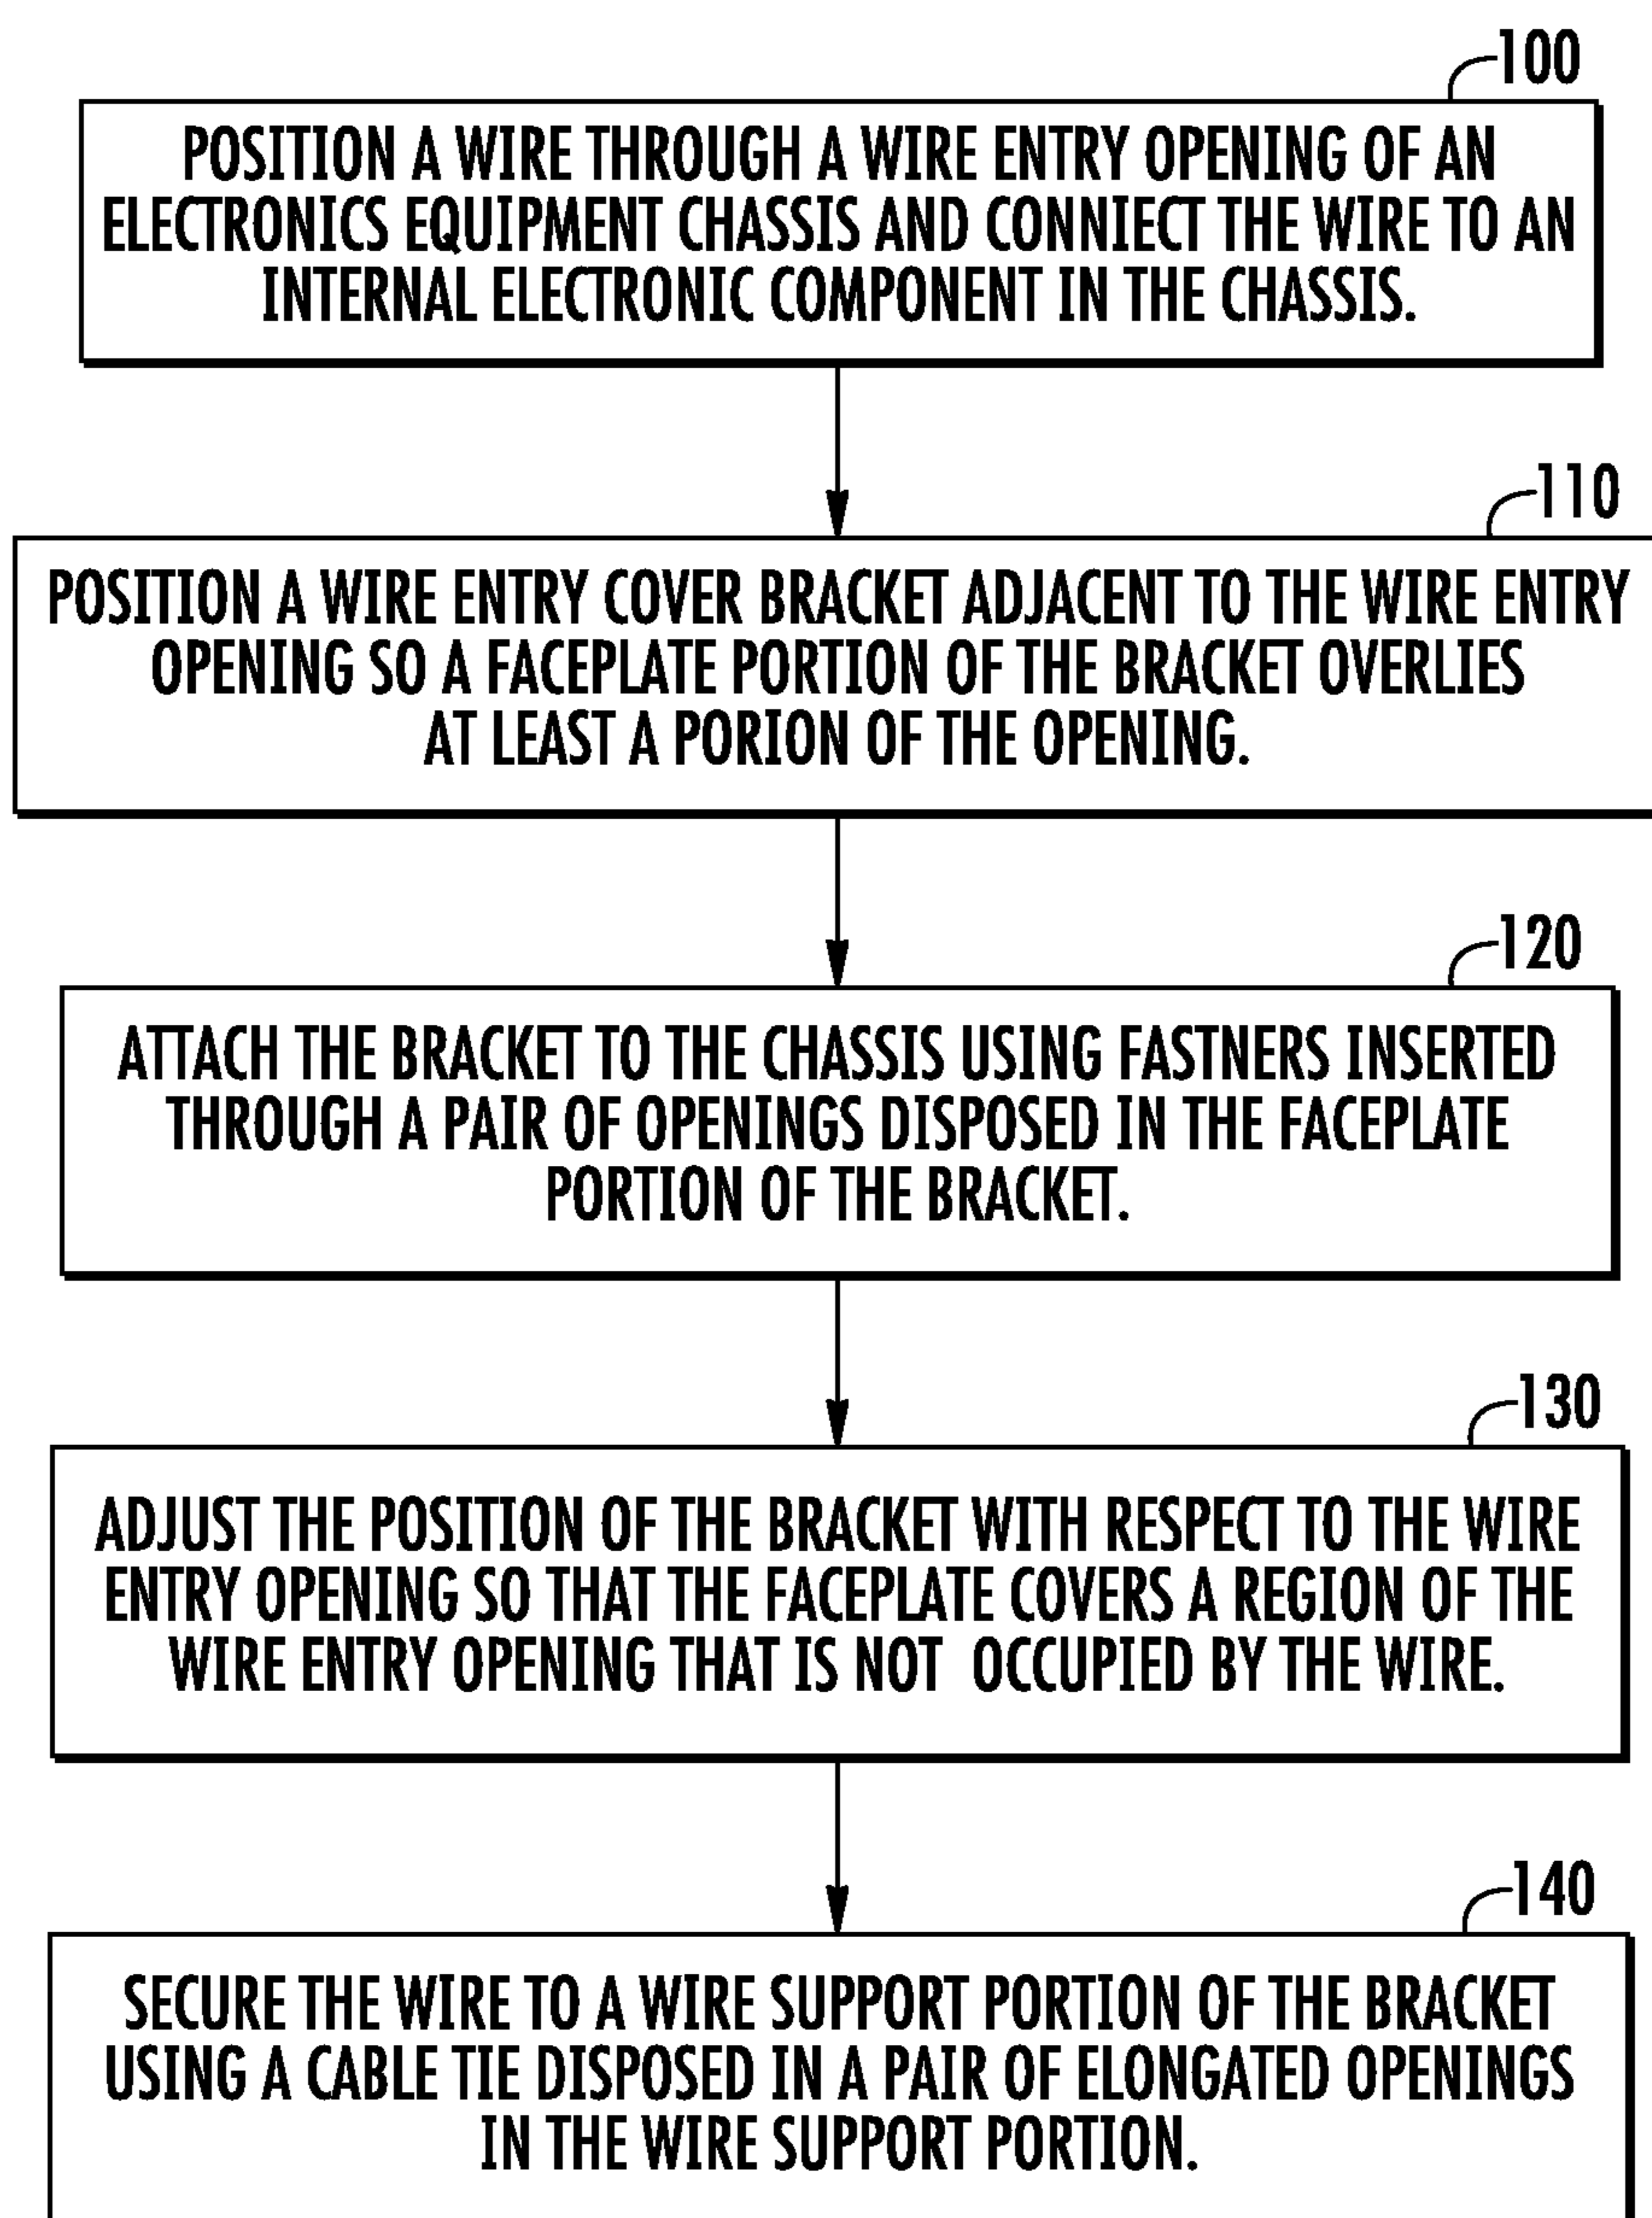 100
POSITION A WIRE THROUGH A WIRE ENTRY OPENING OF AN
ELECTRONICS EQUIPMENT CHASSIS AND CONNIECT THE WIRE TO AN
INTERNAL ELECTRONIC COMPONENT IN THE CHASSIS.
110
POSITION A WIRE ENTRY COVER BRACKET ADJACENT TO THE WIRE ENTRY
OPENING SO A FACEPLATE PORTION OF THE BRACKET OVERLIES
AT LEAST A PORION OF THE OPENING.
120
ATTACH THE BRACKET TO THE CHASSIS USING FASTNERS INSERTED
THROUGH A PAIR OF OPENINGS DISPOSED IN THE FACEPLATE
PORTION OF THE BRACKET.
130
ADJUST THE POSITION OF THE BRACKET WITH RESPECT TO THE WIRE
ENTRY OPENING SO THAT THE FACEPLATE COVERS A REGION OF THE
WIRE ENTRY OPENING THAT IS NOT OCCUPIED BY THE WIRE.
140
SECURE THE WIRE TO A WIRE SUPPORT PORTION OF THE BRACKET
USING A CABLE TIE DISPOSED IN A PAIR OF ELONGATED OPENINGS
IN THE WIRE SUPPORT PORTION.